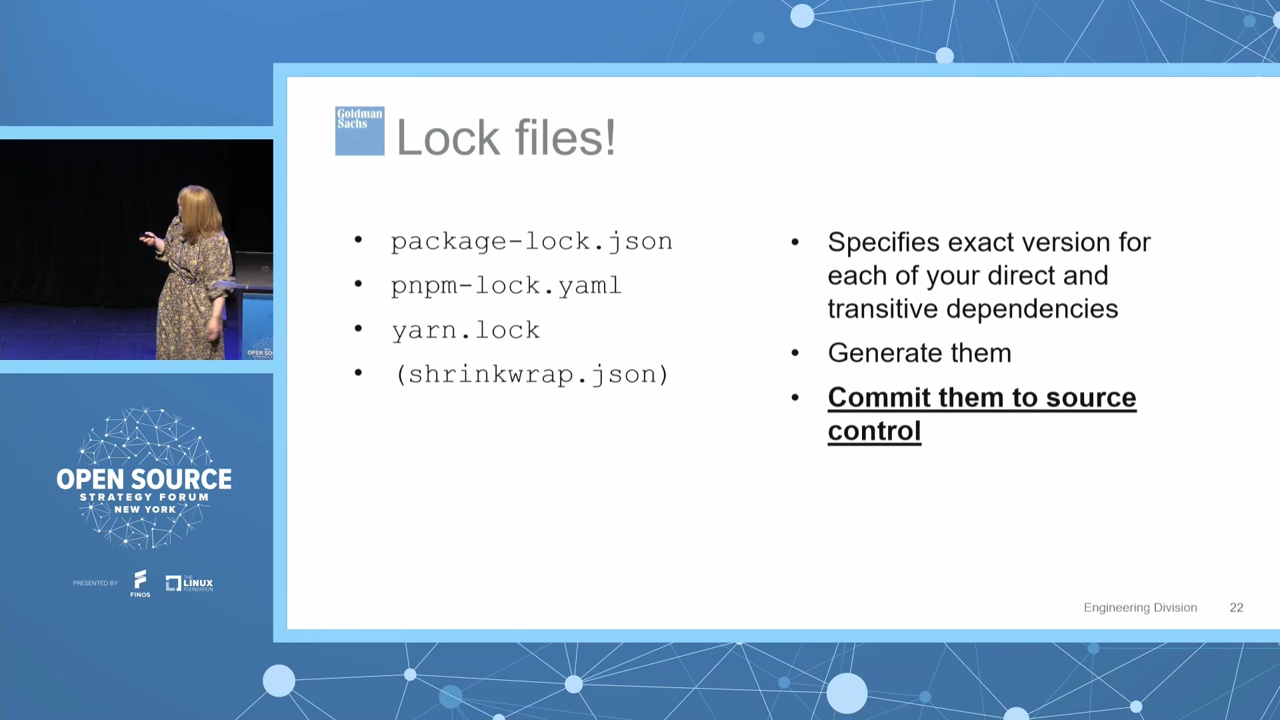 Goldman
Sachs
Lock files!
• package-lock.json
• pnpm-lock.yaml
• yarn.lock
• (shrinkwrap.json)
• Specifies exact version for
each of your direct and
transitive dependencies
• Generate them
• Commit them to source
control
Engineering Division 22
OPEN SOURCE
STRATEGY FORUM
NEW YORK
PRESENTED BY
FINOS
THE
LINUX
FOUNDATION